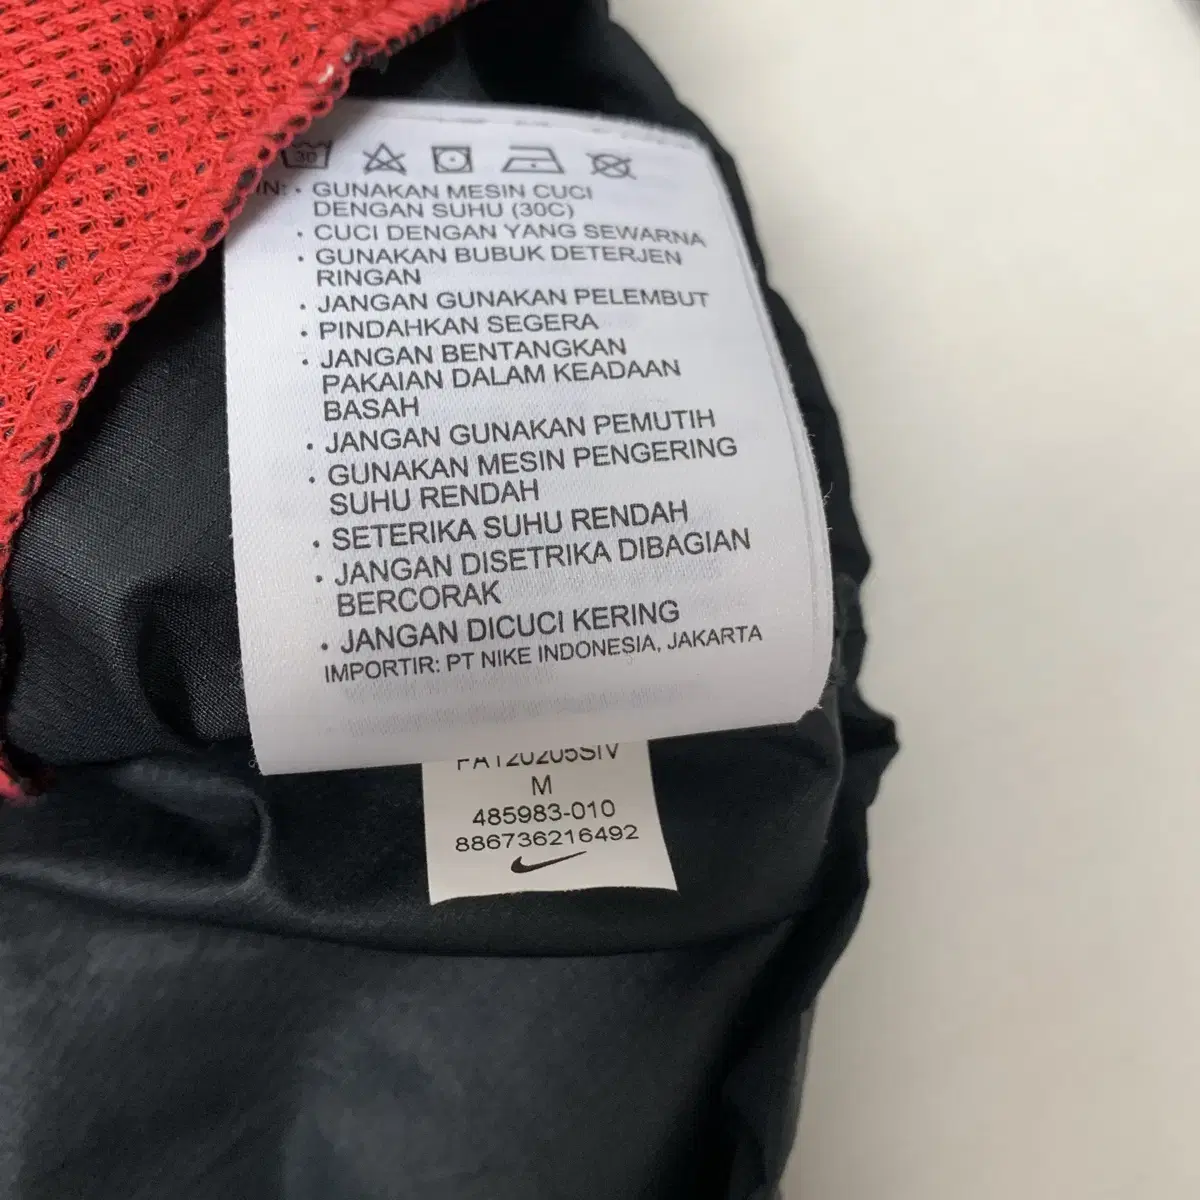 30
IN: • GUNAKAN MESIN CUCI
DENGAN SUHU (30C)
• CUCI DENGAN YANG SEWARNA
• GUNAKAN BUBUK DETERJEN
RINGAN
• JANGAN GUNAKAN PELEMBUT
• PINDAHKAN SEGERA
• JANGAN BENTANGKAN
PAKAIAN DALAM KEADAAN
BASAH
• JANGAN GUNAKAN PEMUTIH
• GUNAKAN MESIN PENGERING
SUHU RENDAH
• SETERIKA SUHU RENDAH
• JANGAN DISETRIKA DIBAGIAN
BERCORAK
• JANGAN DICUCI KERING
IMPORTIR: PT NIKE INDONESIA, JAKARTA
M
485983-010
886736216492